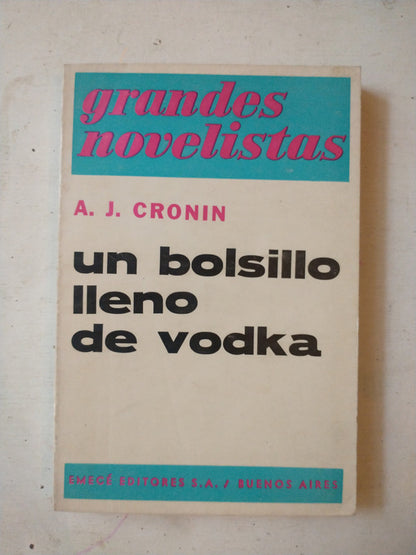 grandes
novelistas
A. J. CRONIN
un bolsillo
lleno
de vodka
EMECÉ EDITORES S.A. / BUENOS AIRES